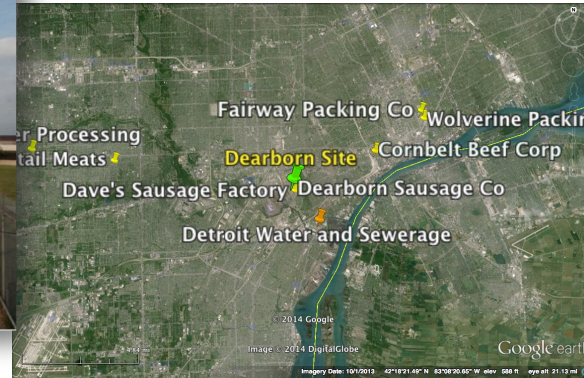 Fairway Packing Co
Wolverine Packin
er Processing
tail Meats
Dearborn Site
Cornbelt Beef Corp
Dave's Sausage Factory
Dearborn Sausage Co
Detroit Water and Sewerage
© 2014 Google
Image © 2014 DigitalGlobe
Google earth
Imagery Date: 10/1/2013 42°18'21.49" N 83°08'20.65" W elev 588 ft eye alt 21.13 mi